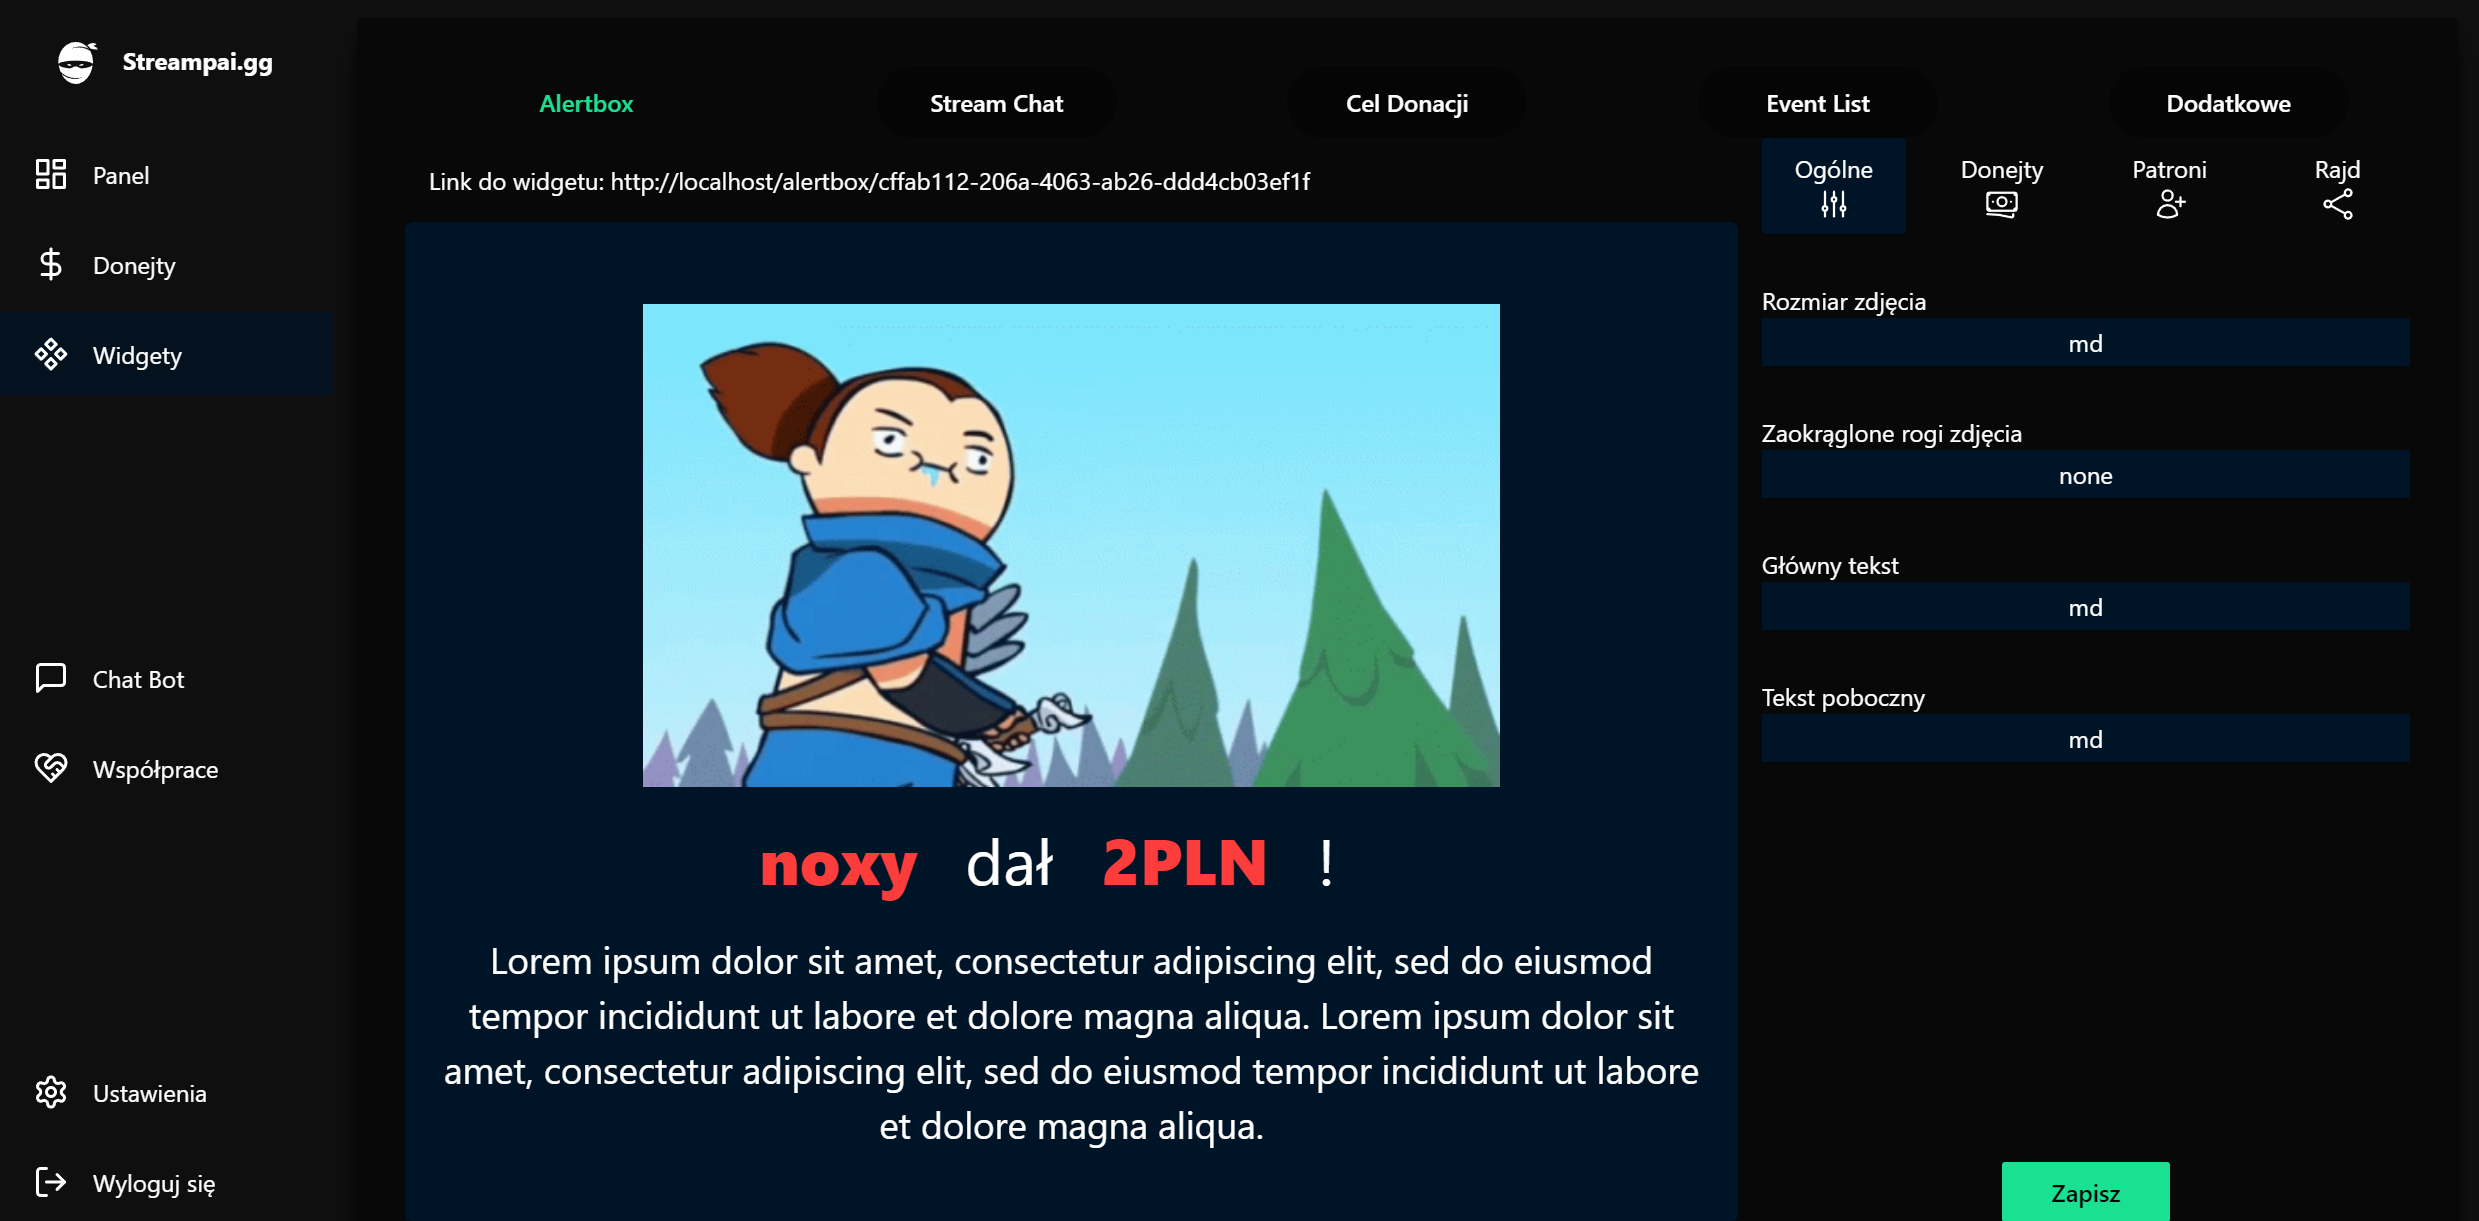 Streampai.gg
Panel
Donejty
Widgety
Chat Bot
Współprace
Ustawienia
Wyloguj się
Alertbox
Stream Chat
Cel Donacji
Event List
Dodatkowe
Link do widgetu: http://localhost/alertbox/cffab112-206a-4063-ab26-ddd4cb03ef1f
noxy dał 2PLN !
Lorem ipsum dolor sit amet, consectetur adipiscing elit, sed do eiusmod
tempor incididunt ut labore et dolore magna aliqua. Lorem ipsum dolor sit
amet, consectetur adipiscing elit, sed do eiusmod tempor incididunt ut labore
et dolore magna aliqua.
Ogólne
Donejty
Patroni
Rajd
Rozmiar zdjęcia
md
Zaokrąglone rogi zdjęcia
none
Główny tekst
md
Tekst poboczny
md
Zapisz